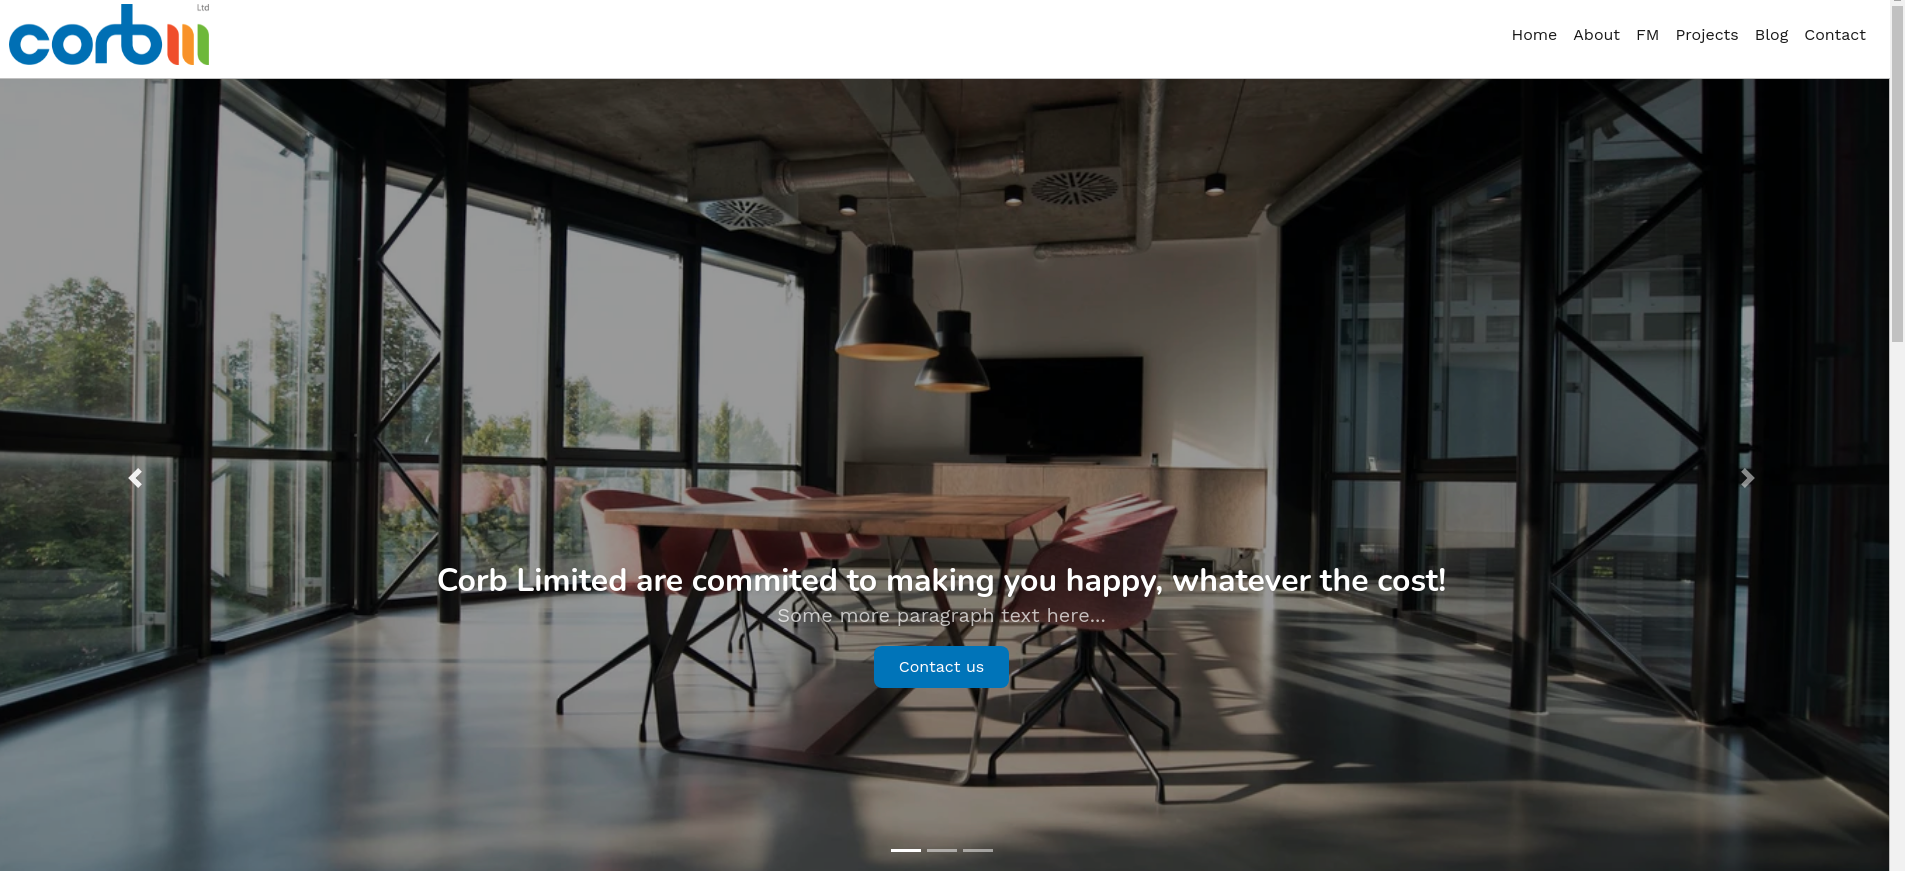 Ltd
corb
Home About FM Projects Blog Contact
Corb Limited are commited to making you happy, whatever the cost!
Some more paragraph text here...
Contact us